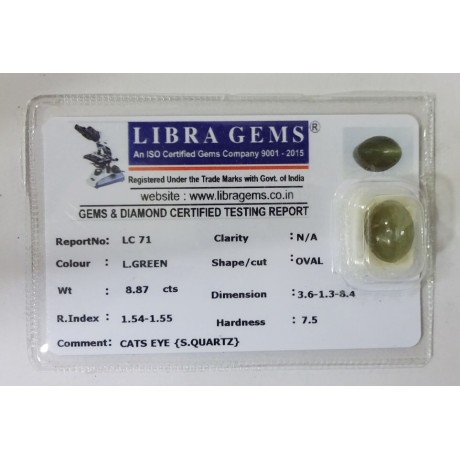 LIBRA GEMS®
An ISO Certified Gems Company 9001 - 2015
Registered Under the Trade Marks with Govt. of India
website : www.libragems.co.in
GEMS & DIAMOND CERTIFIED TESTING REPORT
ReportNo: LC 71 Clarity : N/A
Colour : L.GREEN Shape/cut : OVAL
Wt : 8.87 cts Dimension : 3.6-1.3-8.4
R.Index : 1.54-1.55 Hardness : 7.5
Comment: CATS EYE {S.QUARTZ}